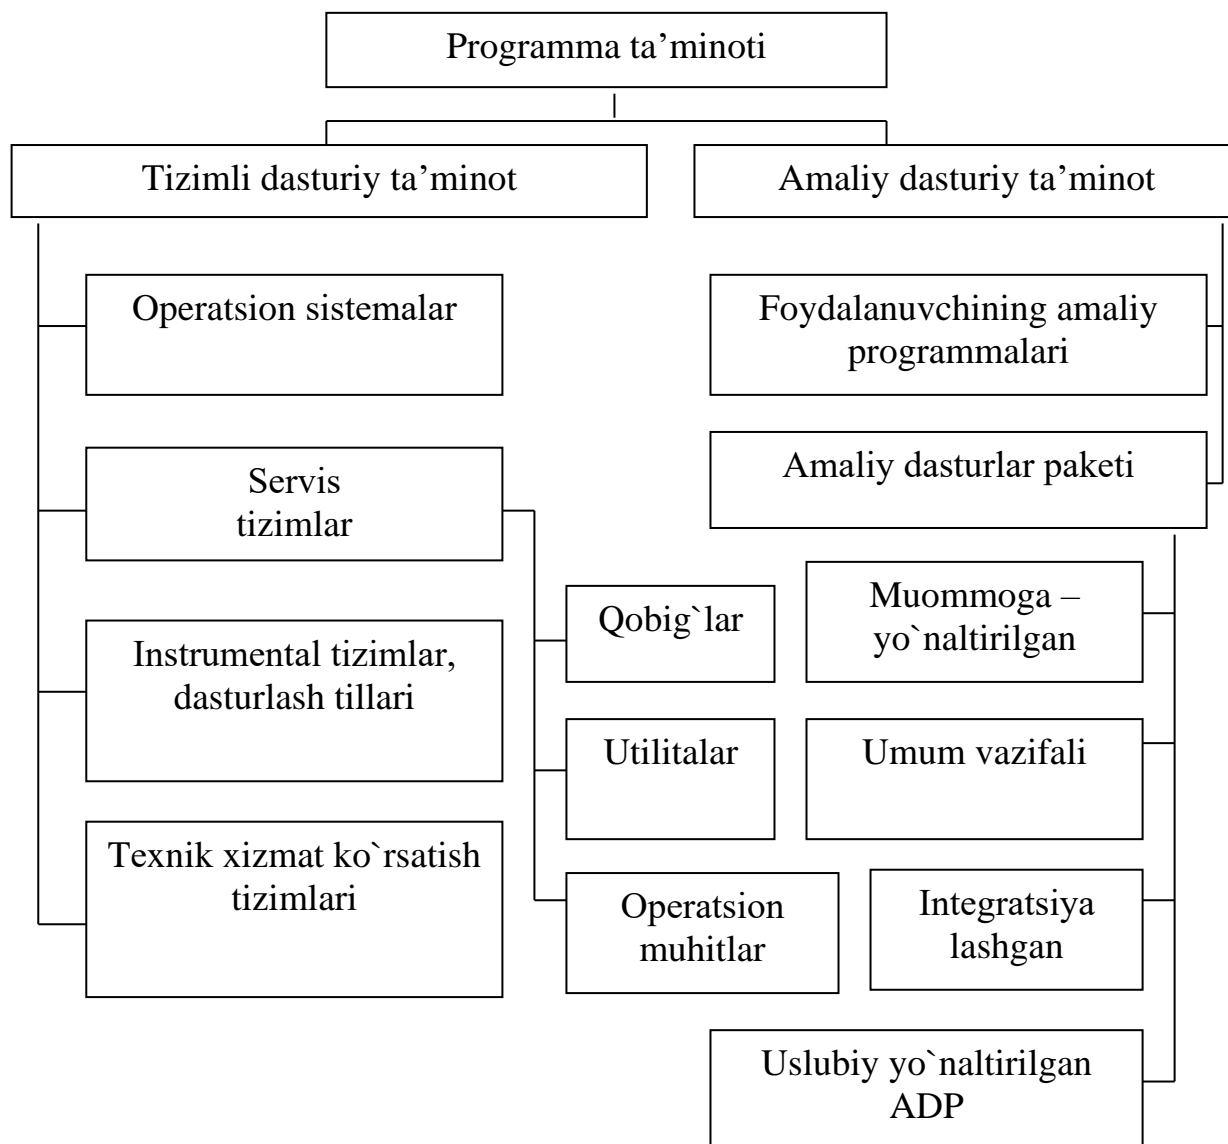 Programma ta’minoti
Tizimli dasturiy ta’minot
Amaliy dasturiy ta’minot
Operatsion sistemalar
Foydalanuvchining amaliy
programmalari
Amaliy dasturlar paketi
Servis
tizimlar
Qobig`lar
Muommoga –
yo`naltirilgan
Instrumental tizimlar,
dasturlash tillari
Utilitalar
Umum vazifali
Texnik xizmat ko`rsatish
tizimlari
Operatsion
muhitlar
Integratsiya
lashgan
Uslubiy yo`naltirilgan
ADP